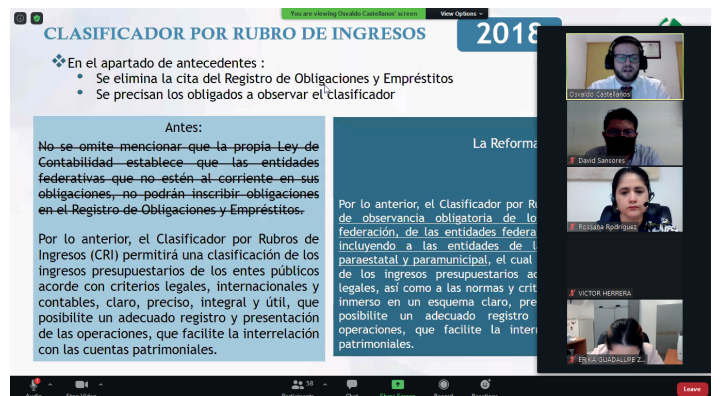 You are viewing Osvaldo Castellanos' screen
View Options
CLASIFICADOR POR RUBRO DE INGRESOS
2018
En el apartado de antecedentes :
Se elimina la cita del Registro de Obligaciones y Empréstitos
Se precisan los obligados a observar el clasificador
Antes:
No se omite mencionar que la propia Ley de
Contabilidad establece que las entidades
federativas que no estén al corriente en sus
obligaciones, no podrán inscribir obligaciones
en el Registro de Obligaciones y Empréstitos.
Por lo anterior, el Clasificador por Rubros de
Ingresos (CRI) permitirá una clasificación de los
ingresos presupuestarios de los entes públicos
acorde con criterios legales, internacionales y
contables, claro, preciso, integral y útil, que
posibilite un adecuado registro y presentación
de las operaciones, que facilite la interrelación
con las cuentas patrimoniales.
La Reforma
Por lo anterior, el Clasificador por Ru
de observancia obligatoria de lo
federación, de las entidades federa
incluyendo a las entidades de l
paraestatal y paramunicipal, el cual
de los ingresos presupuestarios ac
legales, así como a las normas y crit
inmerso en un esquema claro, pre
posibilite un adecuado registro
operaciones, que facilite la inter
patrimoniales.
Osvaldo Castellanos
David Sansores
Rossana Rodriguez
VICTOR HERRERA
ERIKA GUADALUPE Z...
58
Leave